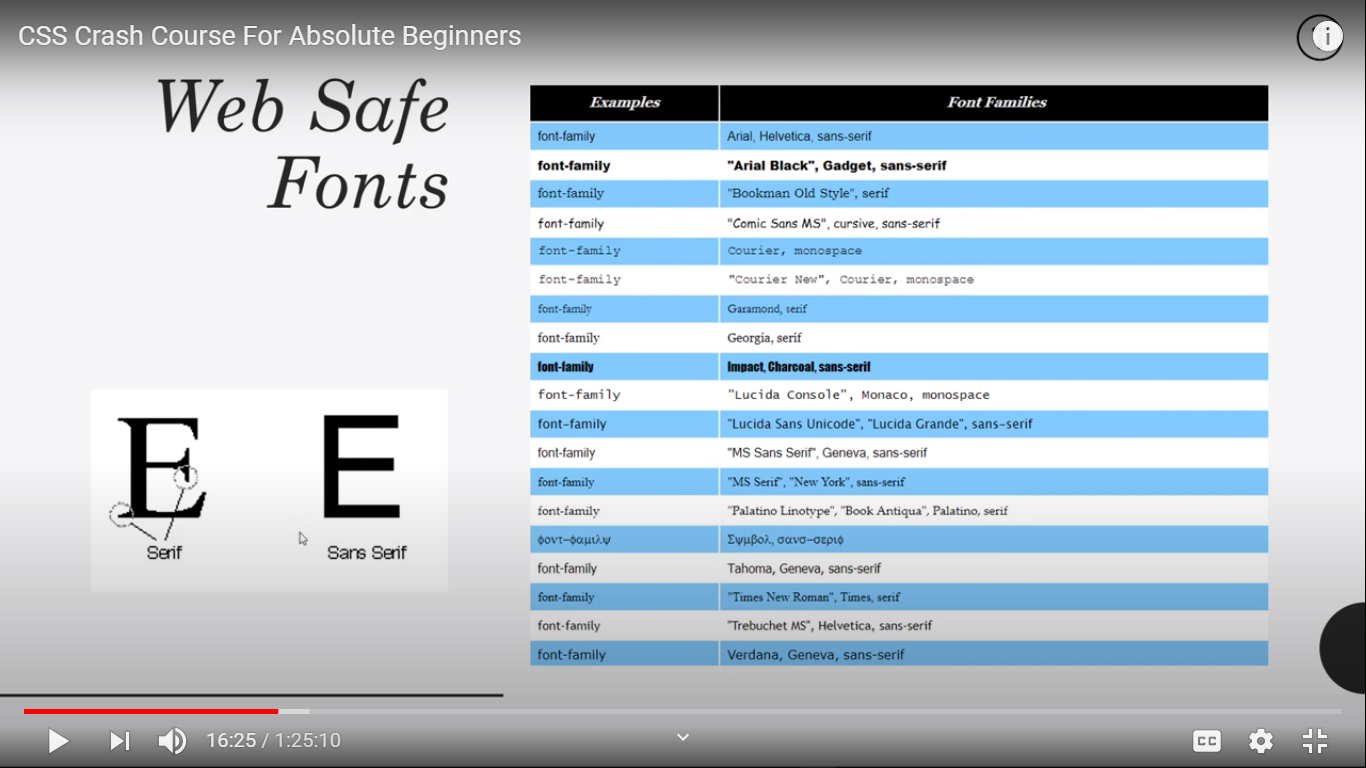 CSS Crash Course For Absolute Beginners
Web Safe
Fonts
Serif
Sans Serif
Examples Font Families
font-family Arial, Helvetica, sans-serif
font-family "Arial Black", Gadget, sans-serif
font-family "Bookman Old Style", serif
font-family "Comic Sans MS", cursive, sans-serif
font-family Courier, monospace
font-family "Courier New", Courier, monospace
font-family Garamond, serif
font-family Georgia, serif
font-family Impact, Charcoal, sans-serif
font-family "Lucida Console", Monaco, monospace
font-family "Lucida Sans Unicode", "Lucida Grande", sans-serif
font-family "MS Sans Serif", Geneva, sans-serif
font-family "MS Serif", "New York", sans-serif
font-family "Palatino Linotype", "Book Antiqua", Palatino, serif
φοντ−φαμιλψ Σψμβολ, σανσ−σεριφ
font-family Tahoma, Geneva, sans-serif
font-family "Times New Roman", Times, serif
font-family "Trebuchet MS", Helvetica, sans-serif
font-family Verdana, Geneva, sans-serif
E E
16:25 / 1:25:10
CC